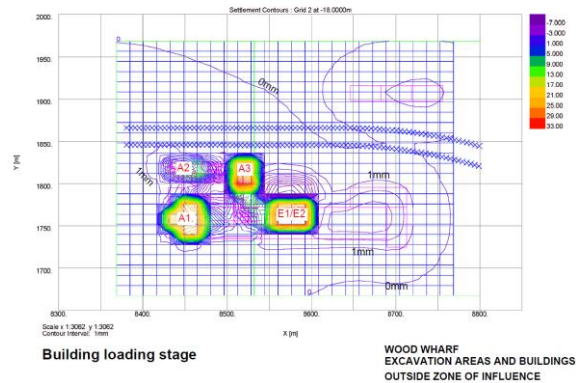 Settlement Contours : Grid 2 at -18.0000m
2000.
1950.
1900.
1850.
1800.
1750.
1700.
Y [m]
0
0mm
1mm
A2
A3
A1
E1/E2
1mm
1mm
0mm
0
8300.
8400.
8500.
8600.
8700.
8800.
X [m]
-7.000
-3.000
1.000
5.000
9.000
13.00
17.00
21.00
25.00
29.00
33.00
Scale x 1:3062 y 1:3062
Contour Interval: 1mm
Building loading stage
WOOD WHARF
EXCAVATION AREAS AND BUILDINGS
OUTSIDE ZONE OF INFLUENCE